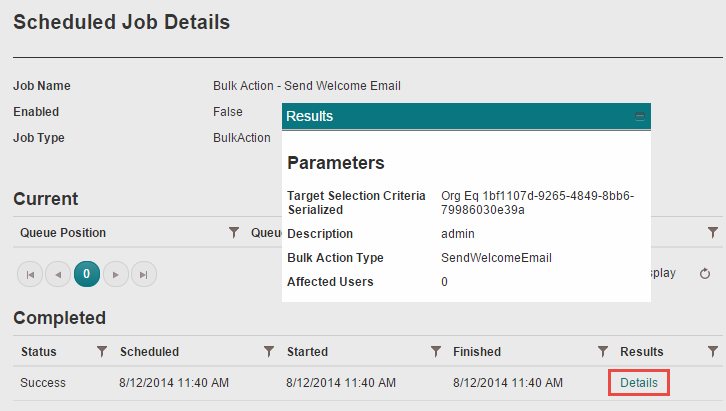 Scheduled Job Details
Job Name Bulk Action - Send Welcome Email
Enabled False
Job Type BulkAction
Results
Parameters
Target Selection Criteria Serialized Org Eq 1bf1107d-9265-4849-8bb6-79986030e39a
Description admin
Bulk Action Type SendWelcomeEmail
Affected Users 0
Current
Queue Position
0
Completed
Status Scheduled Started Finished Results
Success 8/12/2014 11:40 AM 8/12/2014 11:40 AM 8/12/2014 11:40 AM Details